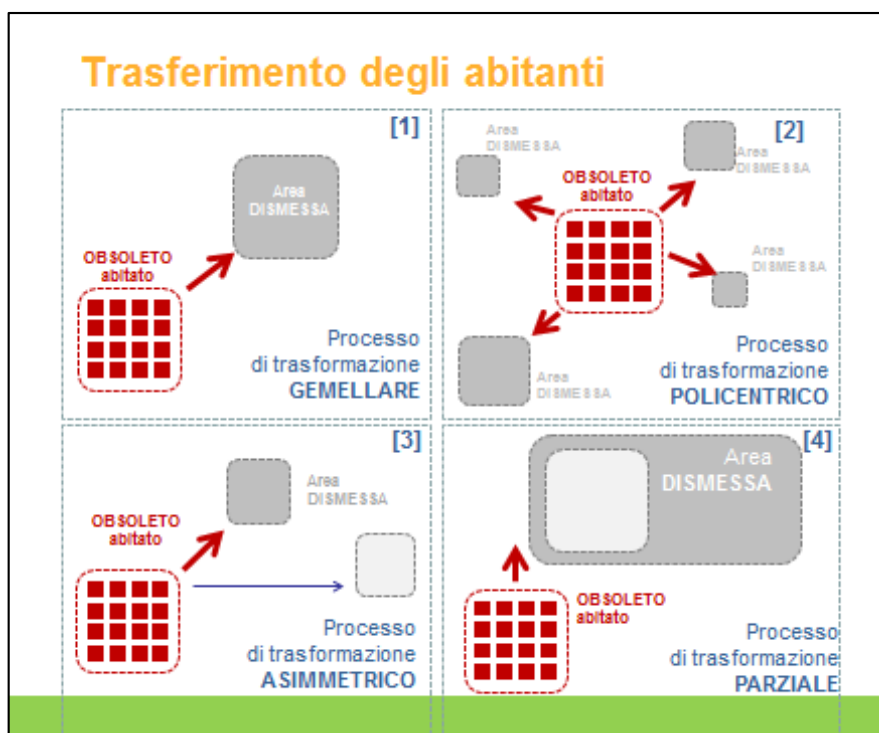 Trasferimento degli abitanti
[1]
Area
DISMESSA
OBSOLETO
abitato
Processo
di trasformazione
GEMELLARE
[2]
Area
DISMESSA
Area
DISMESSA
OBSOLETO
abitato
Area
DISMESSA
Area
DISMESSA
Processo
di trasformazione
POLICENTRICO
[3]
Area
DISMESSA
OBSOLETO
abitato
Processo
di trasformazione
ASIMMETRICO
[4]
Area
DISMESSA
OBSOLETO
abitato
Processo
di trasformazione
PARZIALE